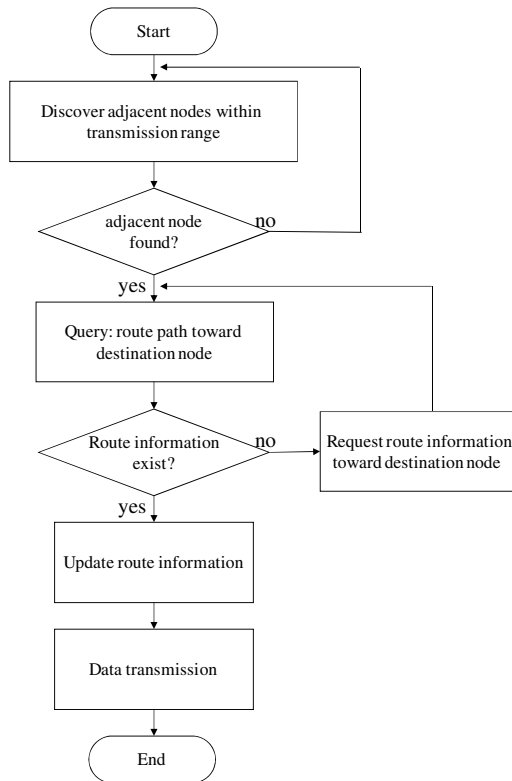 Start
Discover adjacent nodes within
transmission range
adjacent node
found?
no
yes
Query: route path toward
destination node
Route information
exist?
no
Request route information
toward destination node
yes
Update route information
Data transmission
End